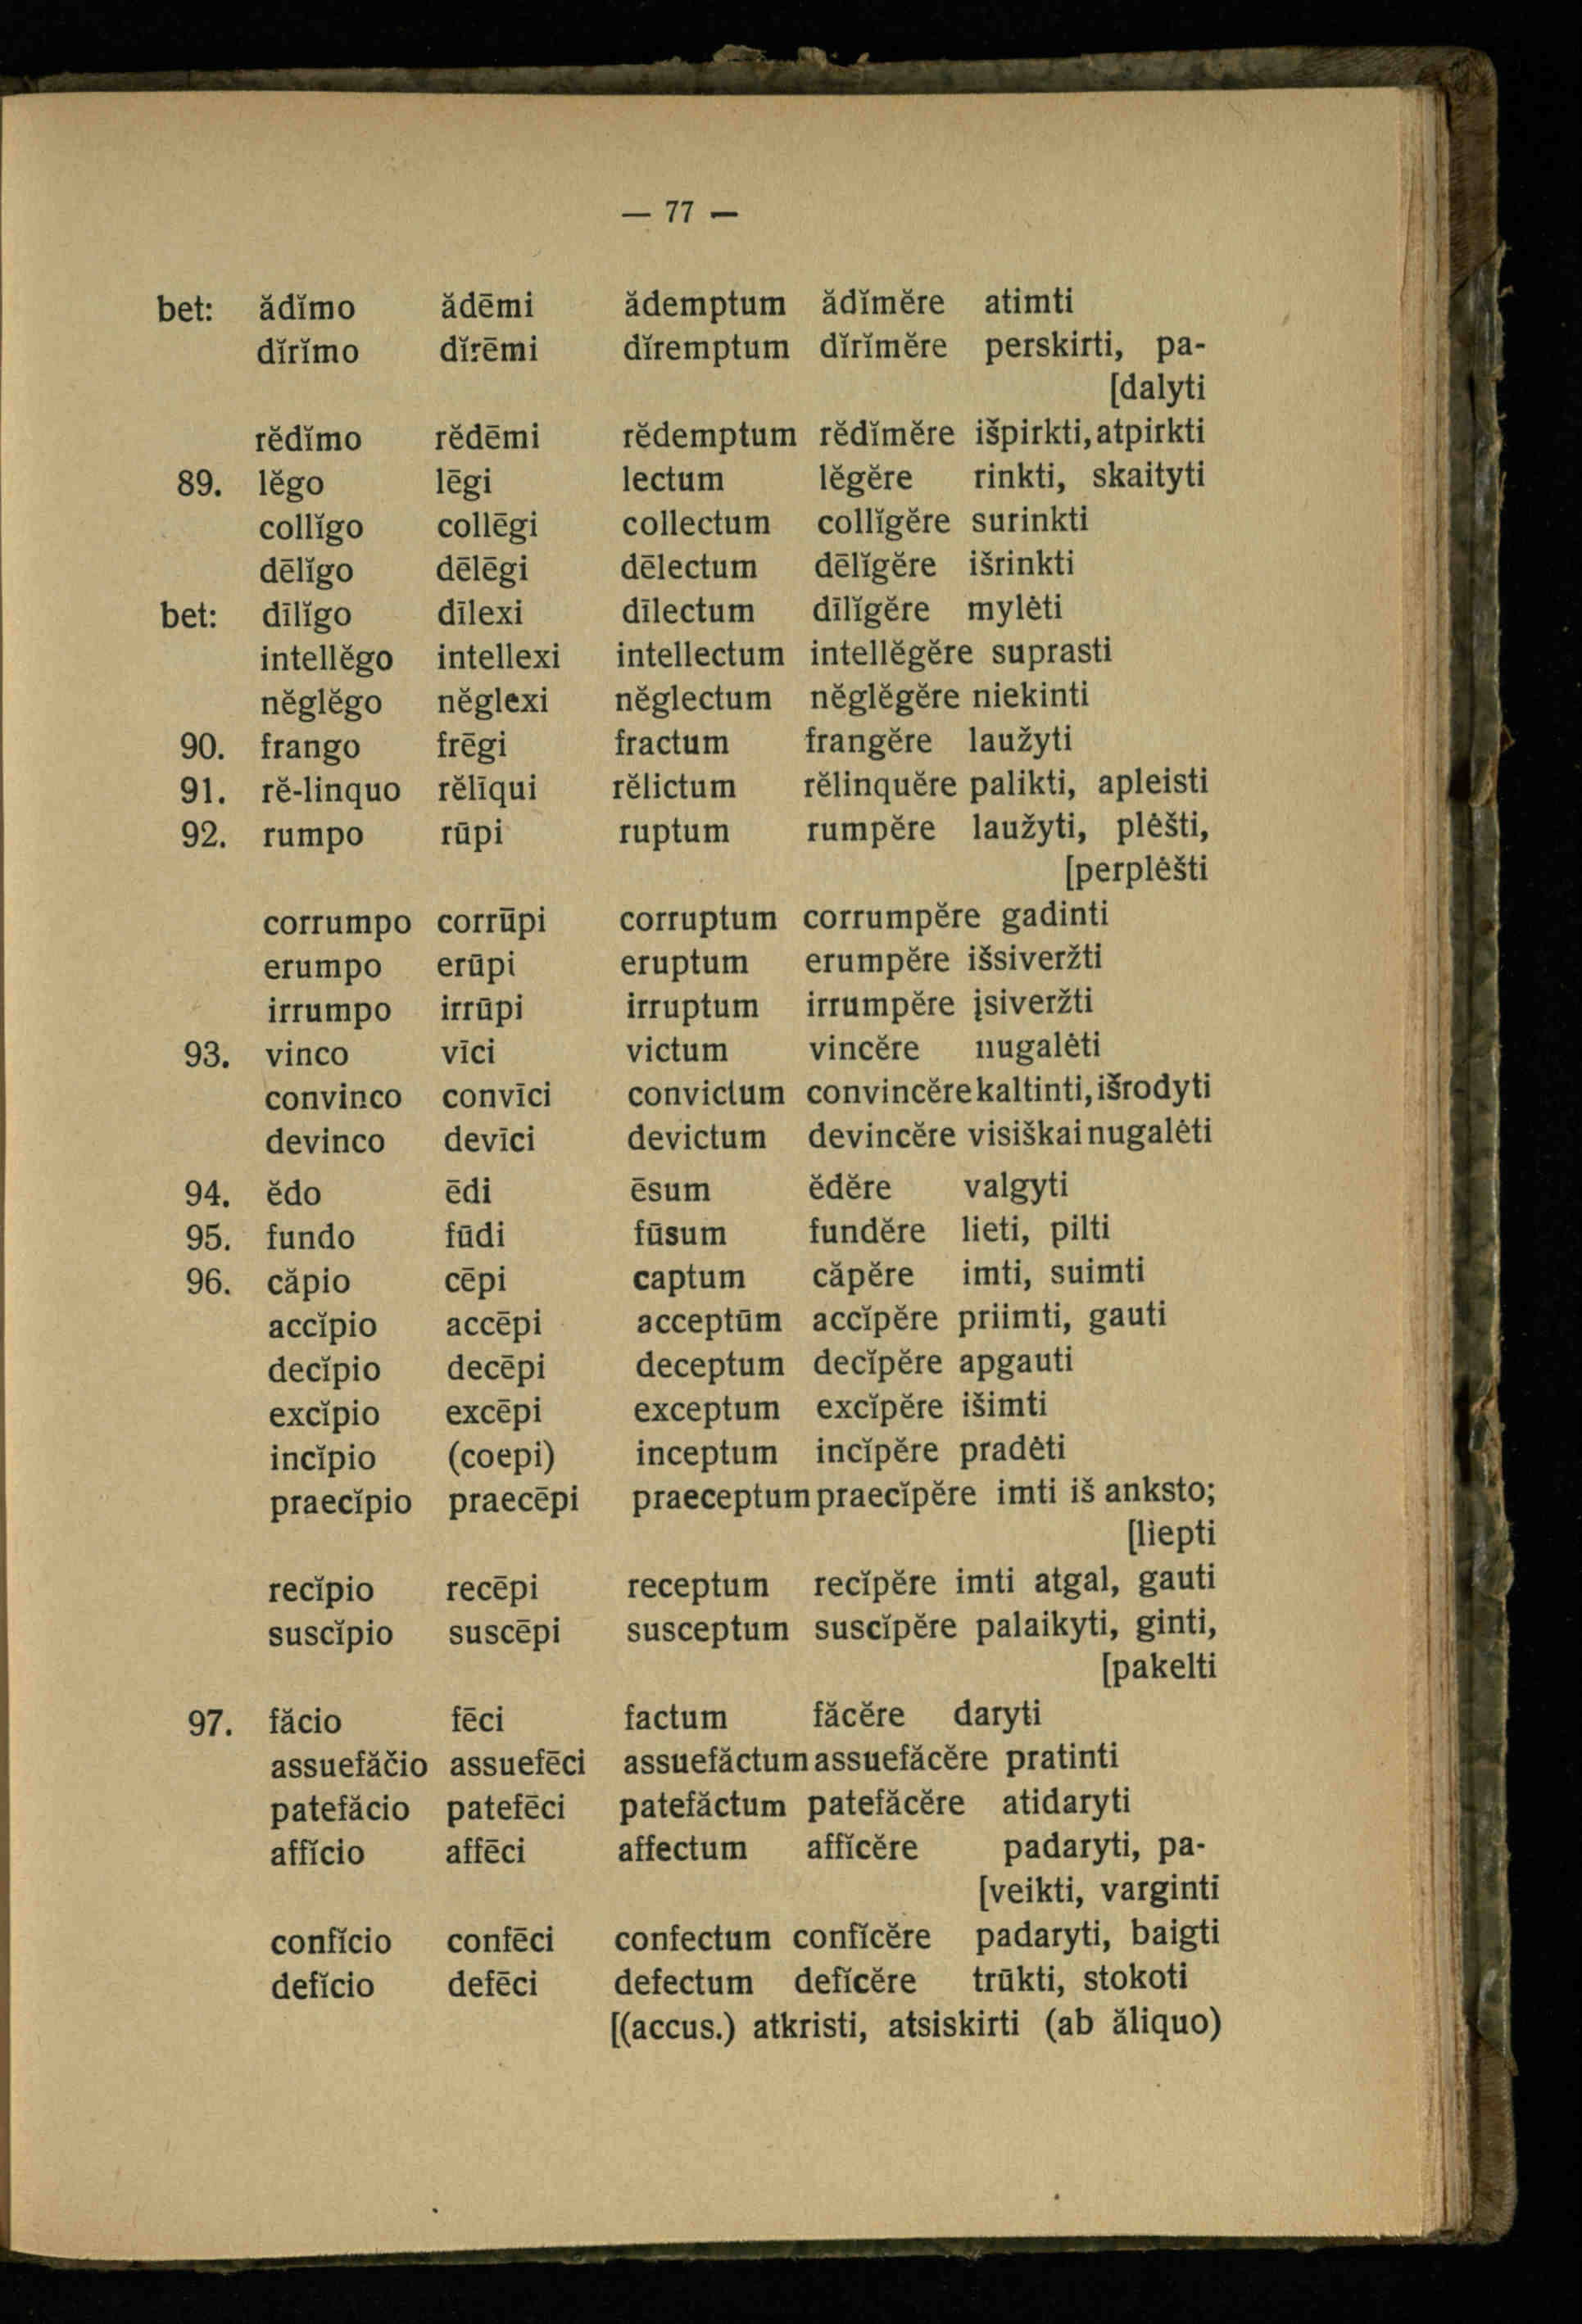 — 77 —
bet: ădĭmo ădēmi ădemptum ădĭmĕre atimti
dĭrĭmo dĭrēmi dĭremptum dĭrĭmĕre perskirti, pa-
[dalyti
rĕdĭmo rĕdēmi rĕdemptum rĕdĭmĕre išpirkti, atpirkti
89. lĕgo lēgi lectum lĕgĕre rinkti, skaityti
collĭgo collēgi collectum collĭgĕre surinkti
dēlĭgo dēlēgi dēlectum dēlĭgĕre išrinkti
bet: dīlĭgo dīlexi dīlectum dīlĭgĕre mylėti
intellĕgo intellexi intellectum intellĕgĕre suprasti
nĕglĕgo nĕglexi nĕglectum nĕglĕgĕre niekinti
90. frango frēgi fractum frangĕre laužyti
91. rĕ-linquo rĕlīqui rĕlictum rĕlinquĕre palikti, apleisti
92. rumpo rūpi ruptum rumpĕre laužyti, plėšti,
[perplėšti
corrumpo corrūpi corruptum corrumpĕre gadinti
erumpo erūpi eruptum erumpĕre išsiveržti
irrumpo irrūpi irruptum irrumpĕre įsiveržti
93. vinco vīci victum vincĕre nugalėti
convinco convīci convictum convincĕre kaltinti, išrodyti
devinco devīci devictum devincĕre visiškai nugalėti
94. ĕdo ēdi ēsum ĕdĕre valgyti
95. fundo fūdi fūsum fundĕre lieti, pilti
96. căpio cēpi captum căpĕre imti, suimti
accĭpio accēpi acceptūm accĭpĕre priimti, gauti
decĭpio decēpi deceptum decĭpĕre apgauti
excĭpio excēpi exceptum excĭpĕre išimti
incĭpio (coepi) inceptum incĭpĕre pradėti
praecĭpio praecēpi praeceptum praecĭpĕre imti iš anksto;
[liepti
recĭpio recēpi receptum recĭpĕre imti atgal, gauti
suscĭpio suscēpi susceptum suscĭpĕre palaikyti, ginti,
[pakelti
97. făcio fēci factum făcĕre daryti
assuefăčio assuefēci assuefăctum assuefăcĕre pratinti
patefăcio patefēci patefăctum patefăcĕre atidaryti
affĭcio affēci affectum affĭcĕre padaryti, pa-
[veikti, varginti
confĭcio confēci confectum confĭcĕre padaryti, baigti
defĭcio defēci defectum defĭcĕre trūkti, stokoti
[(accus.) atkristi, atsiskirti (ab ăliquo)